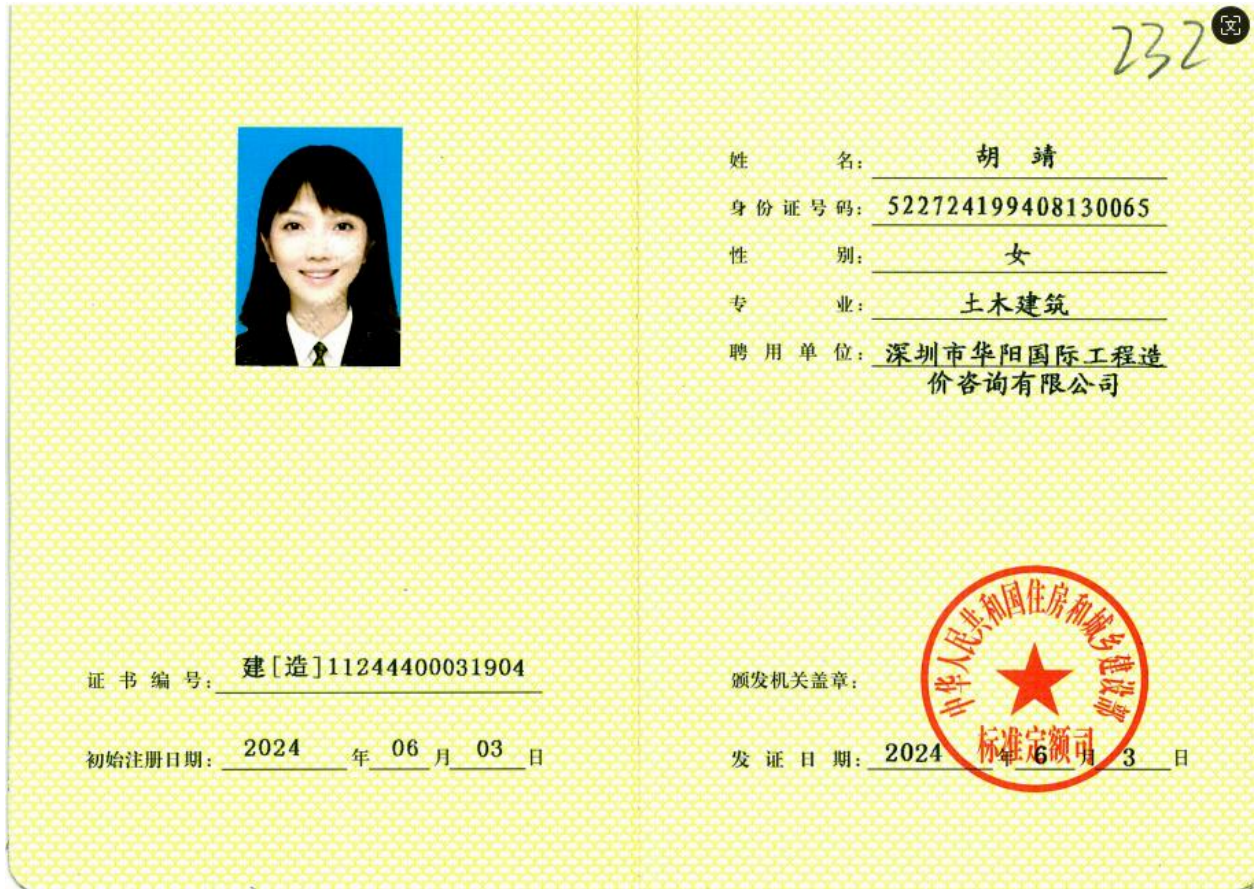 232
姓 名: 胡 靖
身份证号码: 522724199408130065
性 别: 女
专 业: 土木建筑
聘用单位: 深圳市华阳国际工程造
价咨询有限公司
证书编号: 建[造]11244400031904
初始注册日期: 2024 年 06 月 03 日
颁发机关盖章:
中华人民共和国住房和城乡建设部
标准定额司
发证日期: 2024 年 6 月 3 日